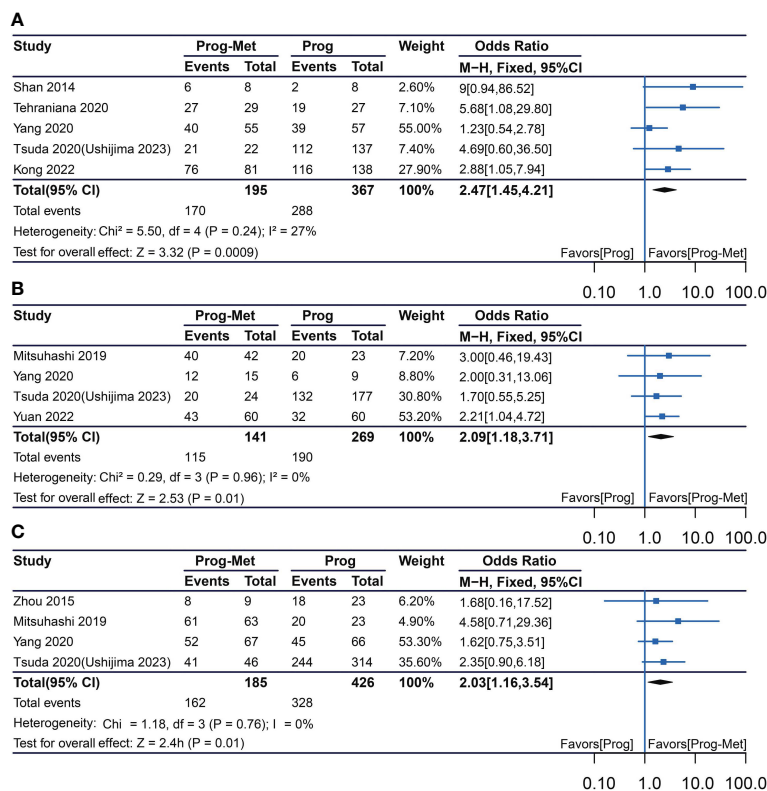 A
Study Prog-Met Prog Weight Odds Ratio
Events Total Events Total M−H, Fixed, 95%CI
Shan 2014 6 8 2 8 2.60% 9[0.94,86.52]
Tehraniana 2020 27 29 19 27 7.10% 5.68[1.08,29.80]
Yang 2020 40 55 39 57 55.00% 1.23[0.54,2.78]
Tsuda 2020(Ushijima 2023) 21 22 112 137 7.40% 4.69[0.60,36.50]
Kong 2022 76 81 116 138 27.90% 2.88[1.05,7.94]
Total(95% CI) 195 367 100% 2.47[1.45,4.21]
Total events 170 288
Heterogeneity: Chi² = 5.50, df = 4 (P = 0.24); I² = 27%
Test for overall effect: Z = 3.32 (P = 0.0009) Favors[Prog] Favors[Prog-Met]
0.10 1.0 10.0 100.0
B
Study Prog-Met Prog Weight Odds Ratio
Events Total Events Total M−H, Fixed, 95%CI
Mitsuhashi 2019 40 42 20 23 7.20% 3.00[0.46,19.43]
Yang 2020 12 15 6 9 8.80% 2.00[0.31,13.06]
Tsuda 2020(Ushijima 2023) 20 24 132 177 30.80% 1.70[0.55,5.25]
Yuan 2022 43 60 32 60 53.20% 2.21[1.04,4.72]
Total(95% CI) 141 269 100% 2.09[1.18,3.71]
Total events 115 190
Heterogeneity: Chi² = 0.29, df = 3 (P = 0.96); I² = 0%
Test for overall effect: Z = 2.53 (P = 0.01) Favors[Prog] Favors[Prog-Met]
0.10 1.0 10.0 100.0
C
Study Prog-Met Prog Weight Odds Ratio
Events Total Events Total M−H, Fixed, 95%CI
Zhou 2015 8 9 18 23 6.20% 1.68[0.16,17.52]
Mitsuhashi 2019 61 63 20 23 4.90% 4.58[0.71,29.36]
Yang 2020 52 67 45 66 53.30% 1.62[0.75,3.51]
Tsuda 2020(Ushijima 2023) 41 46 244 314 35.60% 2.35[0.90,6.18]
Total(95% CI) 185 426 100% 2.03[1.16,3.54]
Total events 162 328
Heterogeneity: Chi = 1.18, df = 3 (P = 0.76); I = 0%
Test for overall effect: Z = 2.4h (P = 0.01) Favors[Prog] Favors[Prog-Met]
0.10 1.0 10.0 100.0